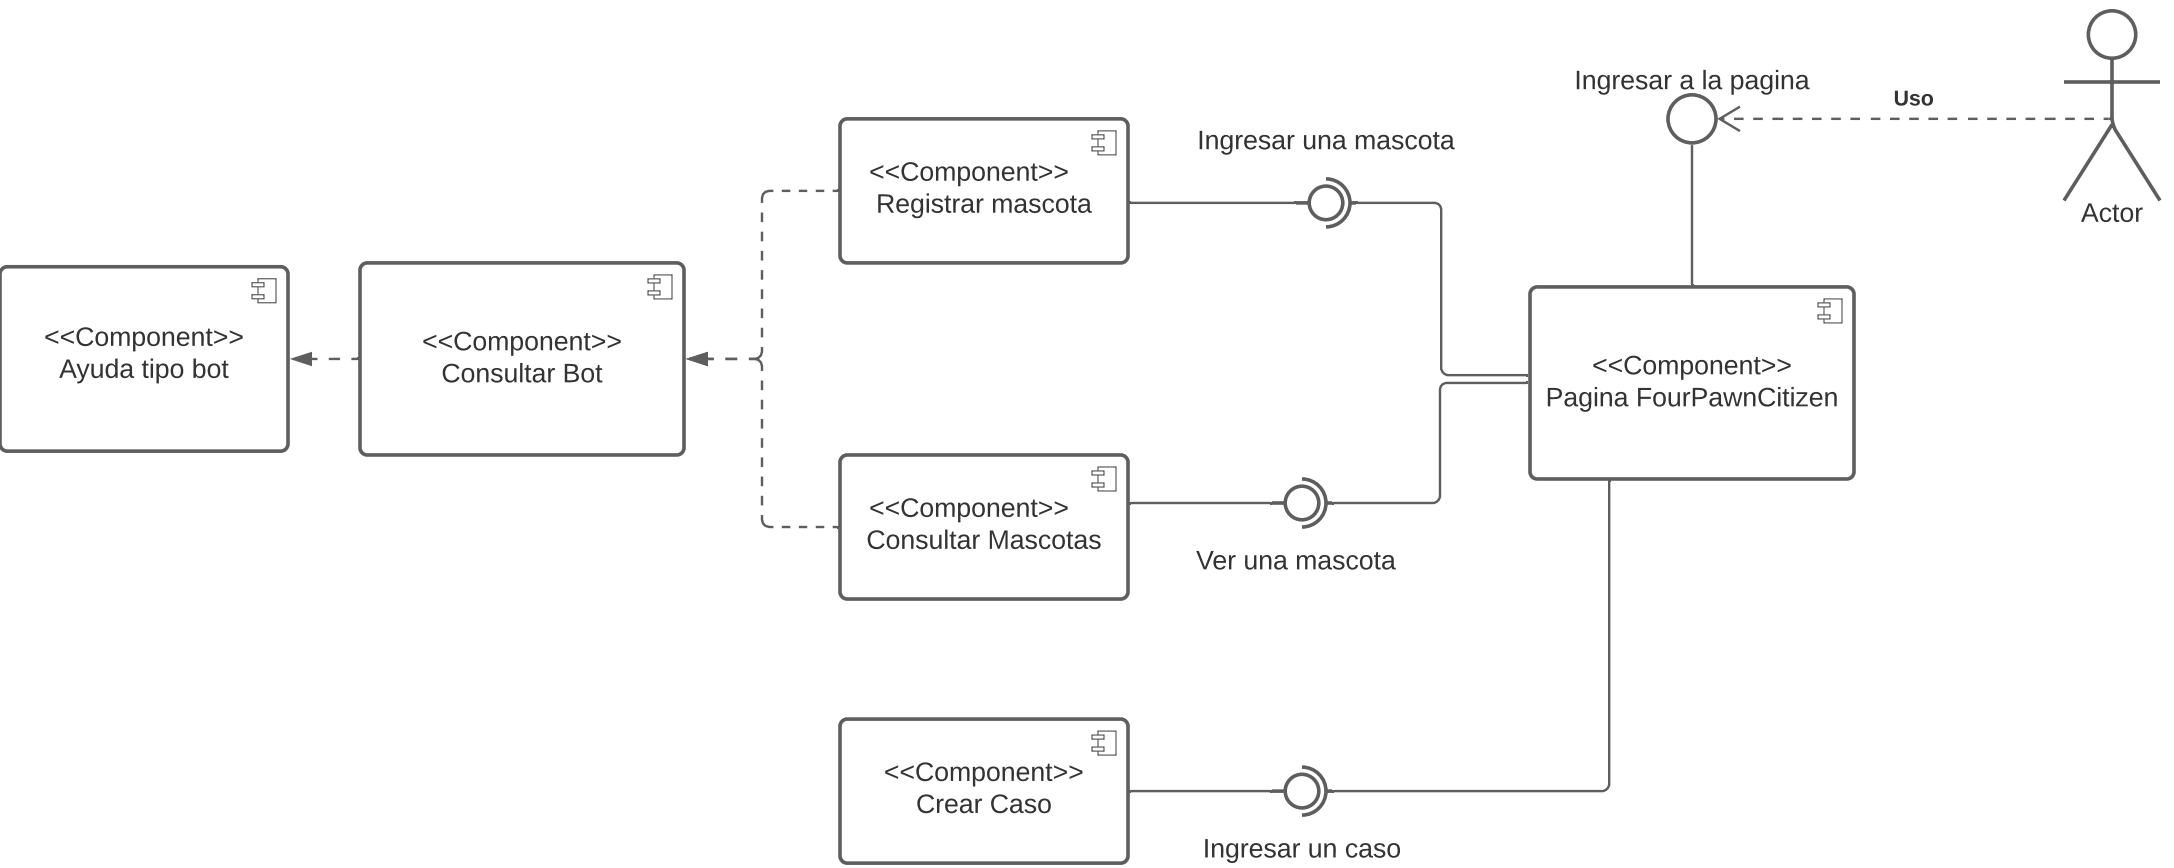 Ingresar a la pagina
Uso
Actor
Ingresar una mascota
<<Component>>
Registrar mascota
<<Component>>
Ayuda tipo bot
<<Component>>
Consultar Bot
<<Component>>
Pagina FourPawnCitizen
<<Component>>
Consultar Mascotas
Ver una mascota
<<Component>>
Crear Caso
Ingresar un caso